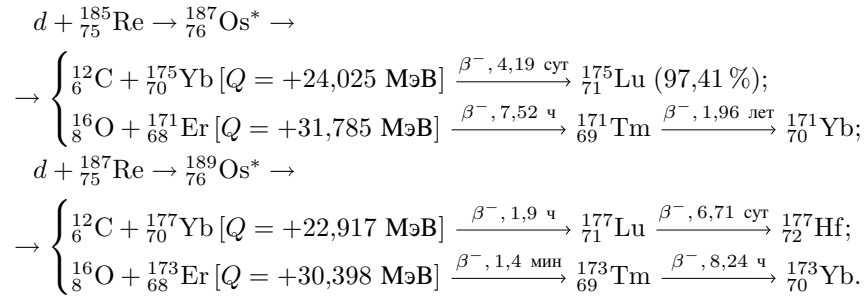 d + ¹⁸⁵₇₅Re → ¹⁸⁷₇₆Os* →
→ { ¹²₆C + ¹⁷⁵₇₀Yb [Q = +24,025 МэВ] —β⁻, 4,19 сут→ ¹⁷⁵₇₁Lu (97,41 %);
¹⁶₈O + ¹⁷¹₆₈Er [Q = +31,785 МэВ] —β⁻, 7,52 ч→ ¹⁷¹₆₉Tm —β⁻, 1,96 лет→ ¹⁷¹₇₀Yb;
d + ¹⁸⁷₇₅Re → ¹⁸⁹₇₆Os* →
→ { ¹²₆C + ¹⁷⁷₇₀Yb [Q = +22,917 МэВ] —β⁻, 1,9 ч→ ¹⁷⁷₇₁Lu —β⁻, 6,71 сут→ ¹⁷⁷₇₂Hf;
¹⁶₈O + ¹⁷³₆₈Er [Q = +30,398 МэВ] —β⁻, 1,4 мин→ ¹⁷³₆₉Tm —β⁻, 8,24 ч→ ¹⁷³₇₀Yb.